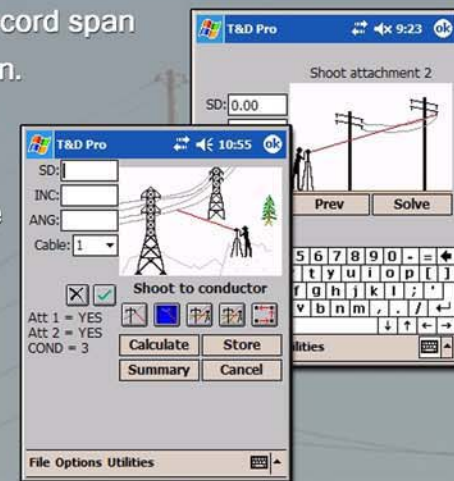 cord span
n.
e
T&D Pro 9:23 ok
Shoot attachment 2
SD: 0.00
Prev Solve
5 6 7 8 9 0 - =
t y u i o p [ ]
f g h j k l ; '
v b n m , . /
ilities
T&D Pro 10:55 ok
SD:
INC:
ANG:
Cable: 1
Shoot to conductor
Att 1 = YES
Att 2 = YES
COND = 3
Calculate Store
Summary Cancel
File Options Utilities